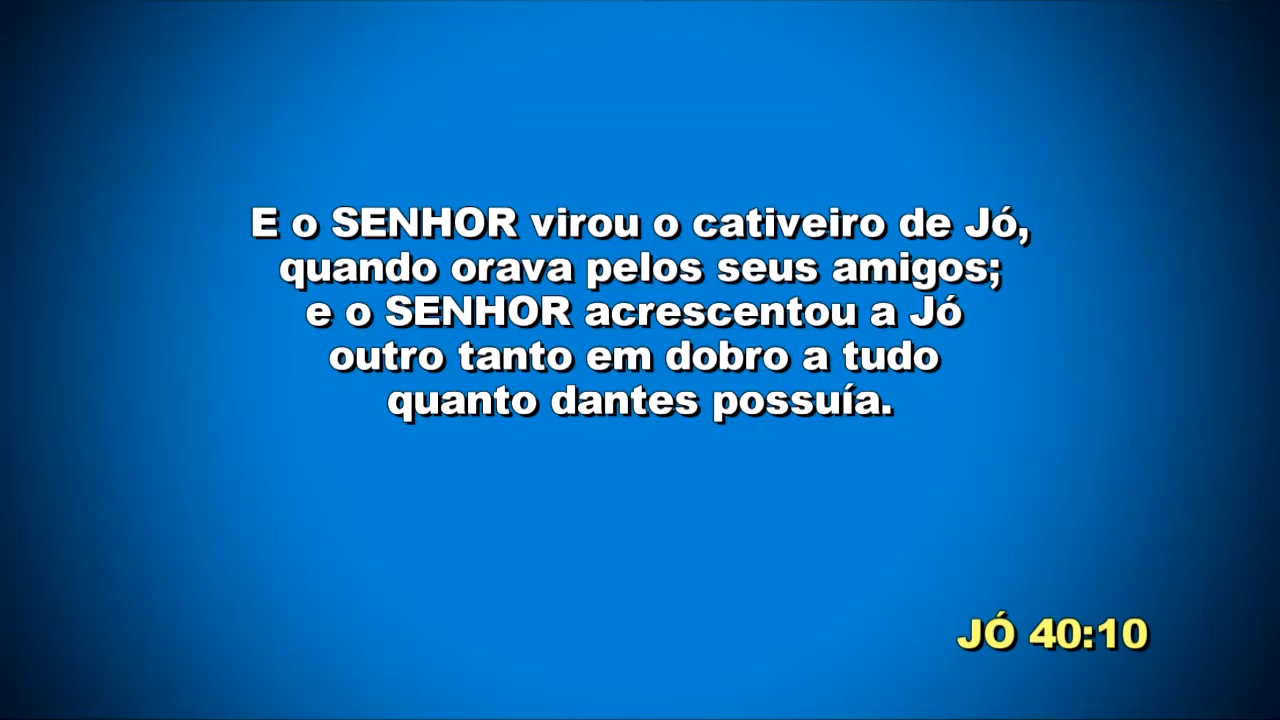 E o SENHOR virou o cativeiro de Jó,
quando orava pelos seus amigos;
e o SENHOR acrescentou a Jó
outro tanto em dobro a tudo
quanto dantes possuía.
JÓ 40:10